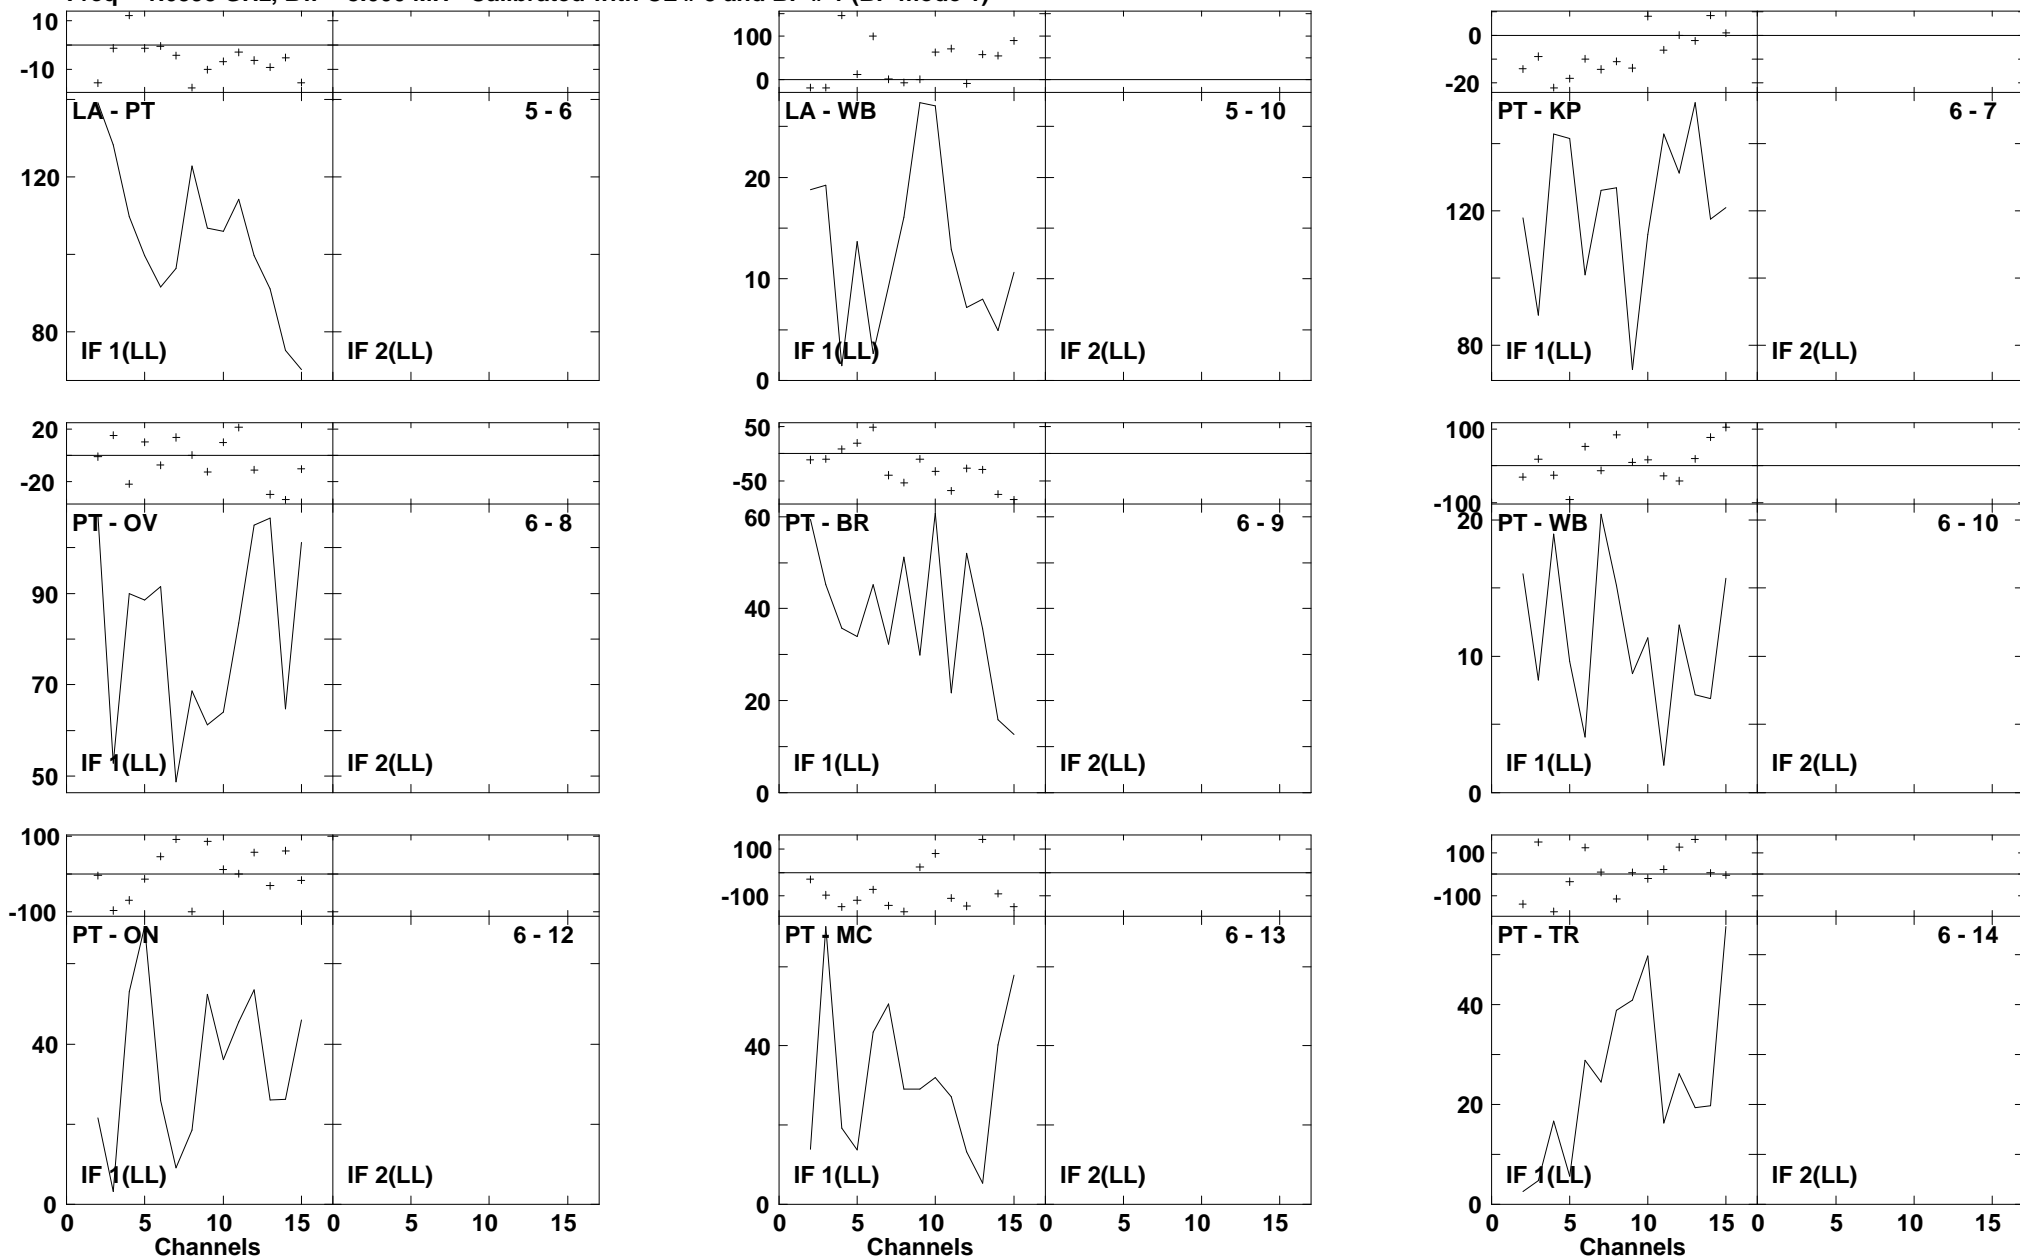 10
-10
LA - PT
5 - 6
120
80
IF 1(LL)
IF 2(LL)
100
0
LA - WB
5 - 10
20
10
0
IF 1(LL)
IF 2(LL)
0
-20
PT - KP
6 - 7
120
80
IF 1(LL)
IF 2(LL)
20
-20
PT - OV
6 - 8
90
70
50
IF 1(LL)
IF 2(LL)
50
-50
PT - BR
6 - 9
60
40
20
0
IF 1(LL)
IF 2(LL)
100
-100
PT - WB
6 - 10
20
10
0
IF 1(LL)
IF 2(LL)
100
-100
PT - ON
6 - 12
40
0
IF 1(LL)
IF 2(LL)
0 5 10 15 0 5 10 15
Channels
100
-100
PT - MC
6 - 13
40
0
IF 1(LL)
IF 2(LL)
0 5 10 15 0 5 10 15
Channels
100
-100
PT - TR
6 - 14
40
20
0
IF 1(LL)
IF 2(LL)
0 5 10 15 0 5 10 15
Channels